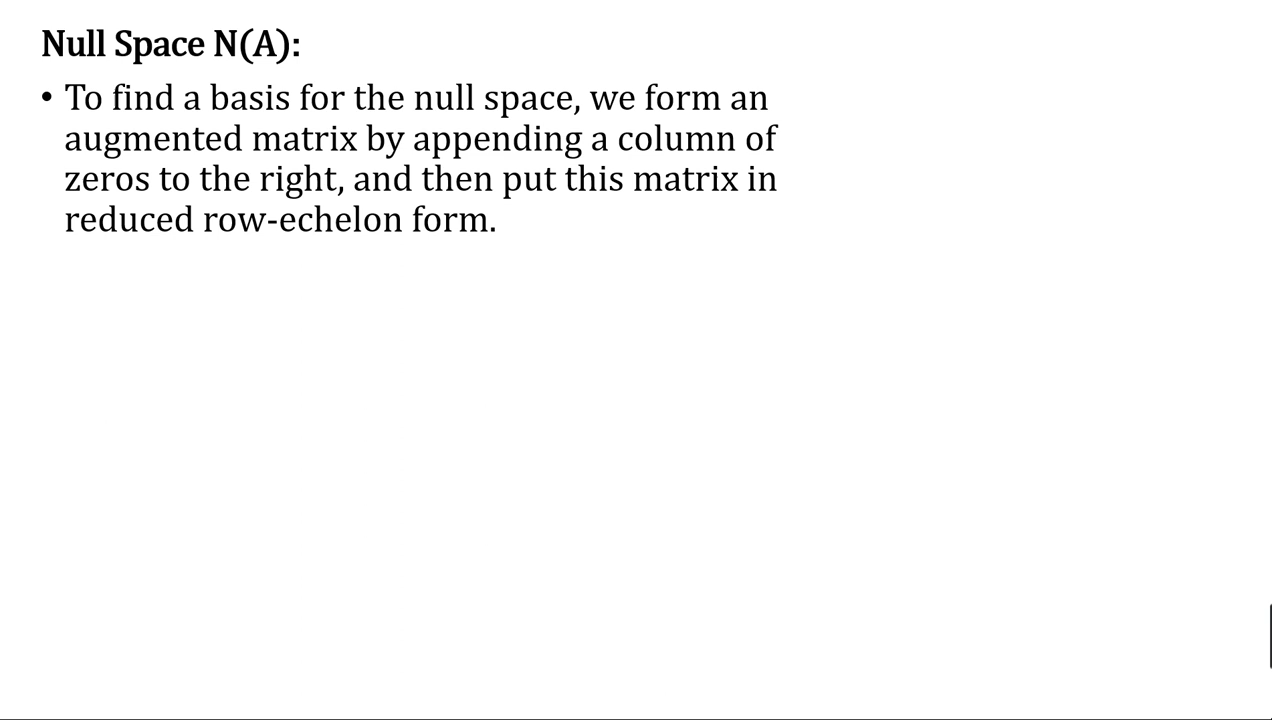 Null Space N(A):
• To find a basis for the null space, we form an
augmented matrix by appending a column of
zeros to the right, and then put this matrix in
reduced row-echelon form.